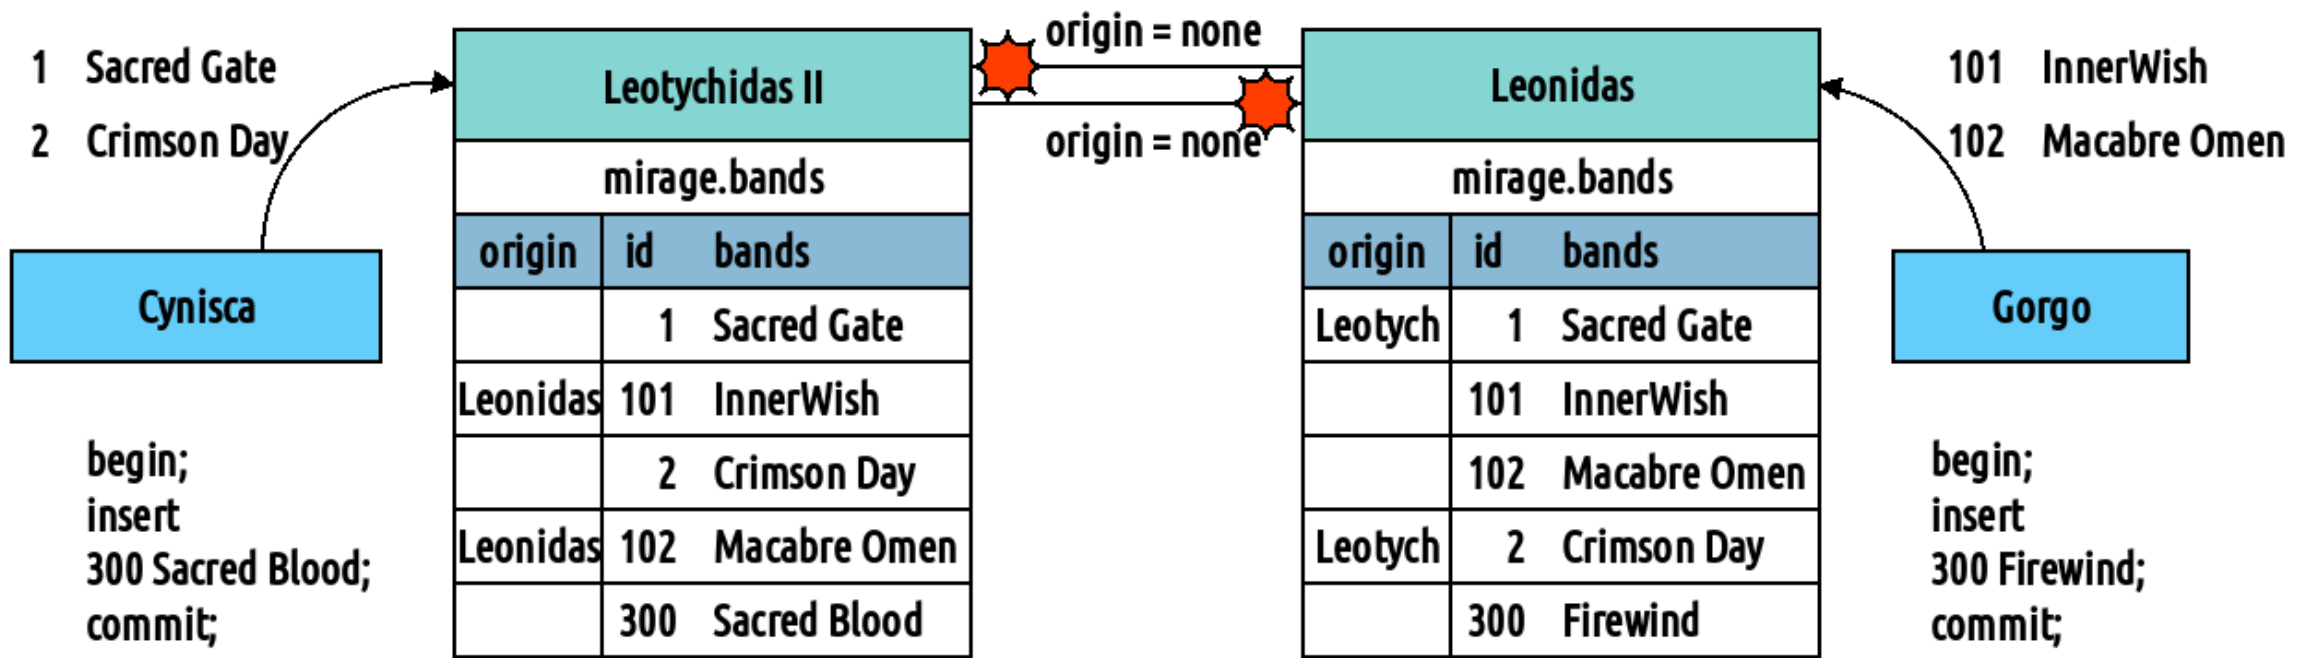 1 Sacred Gate
2 Crimson Day
Cynisca
begin;
insert
300 Sacred Blood;
commit;
Leotychidas II
mirage.bands
origin id bands
1 Sacred Gate
Leonidas 101 InnerWish
2 Crimson Day
Leonidas 102 Macabre Omen
300 Sacred Blood
origin = none
origin = none
Leonidas
mirage.bands
origin id bands
Leotych 1 Sacred Gate
101 InnerWish
102 Macabre Omen
Leotych 2 Crimson Day
300 Firewind
101 InnerWish
102 Macabre Omen
Gorgo
begin;
insert
300 Firewind;
commit;